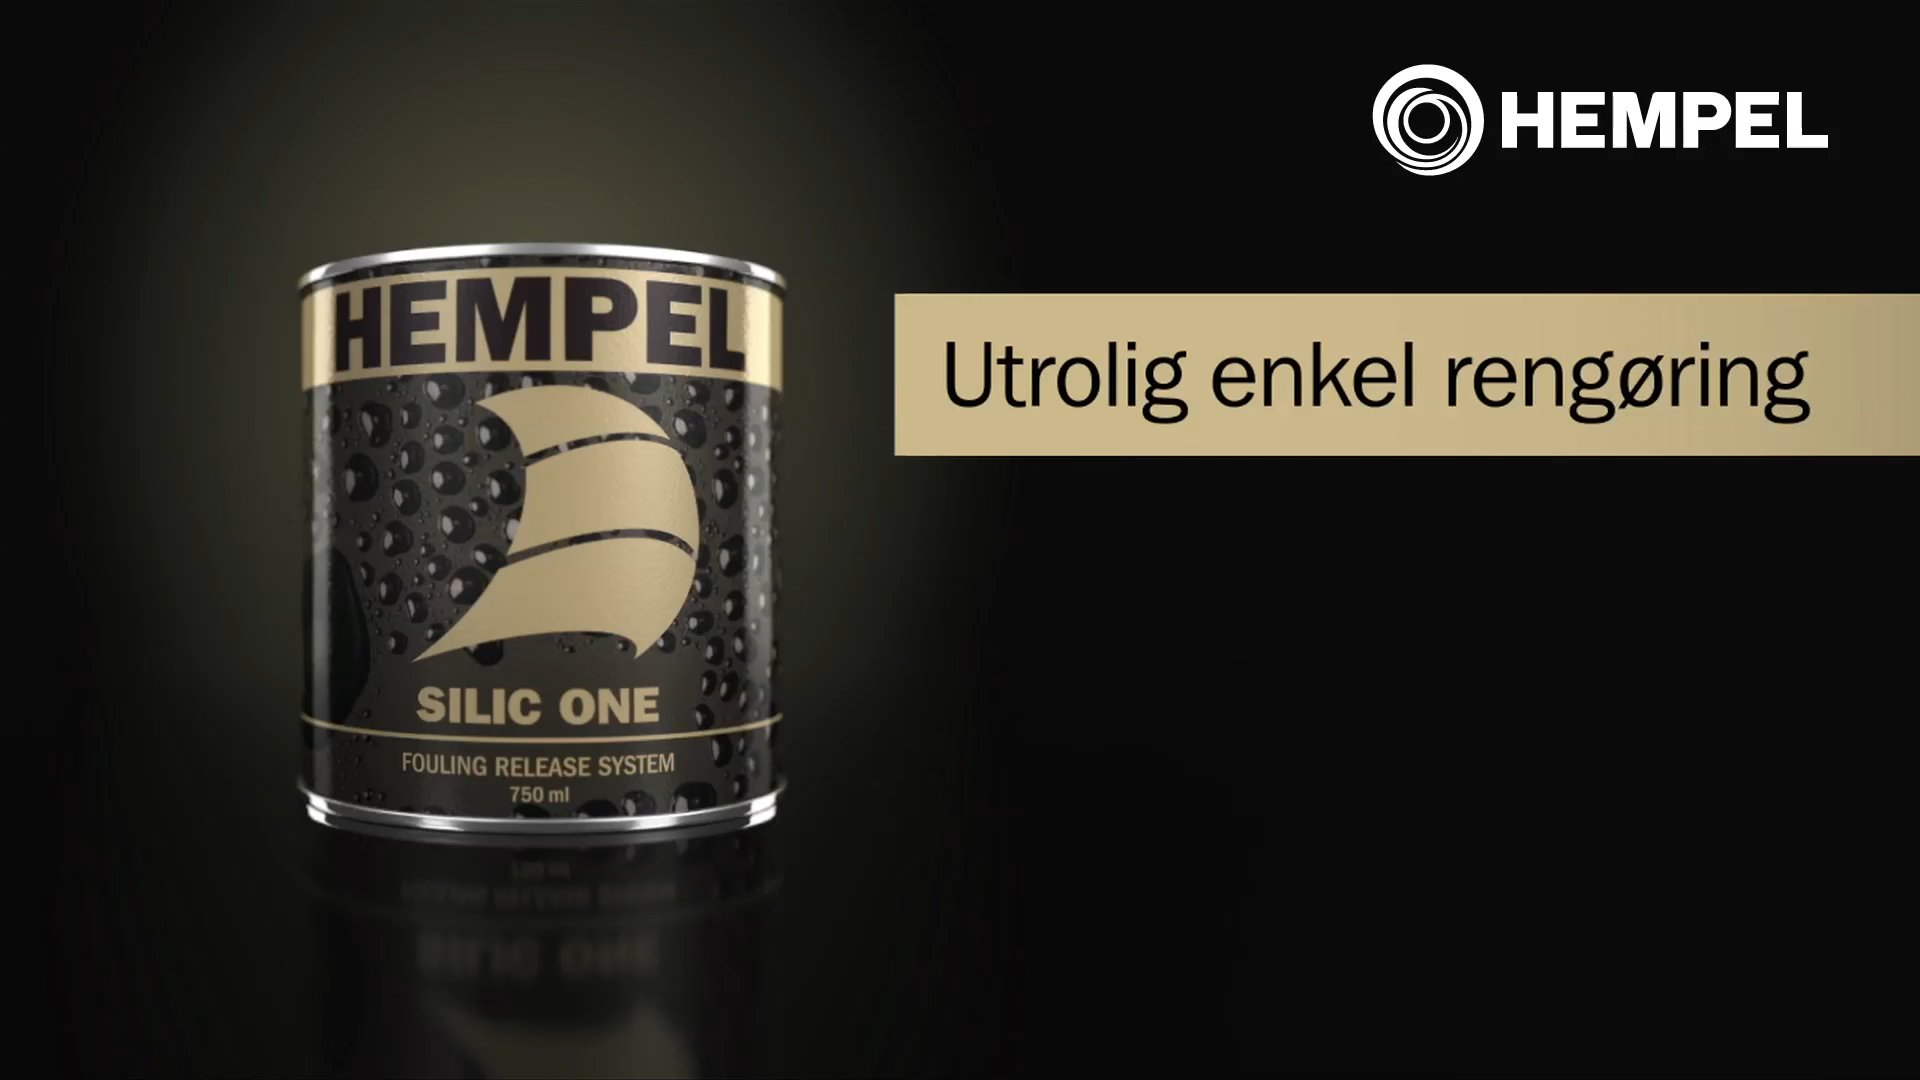 HEMPEL
Utrolig enkel rengøring
HEMPEL
SILIC ONE
FOULING RELEASE SYSTEM
750 ml